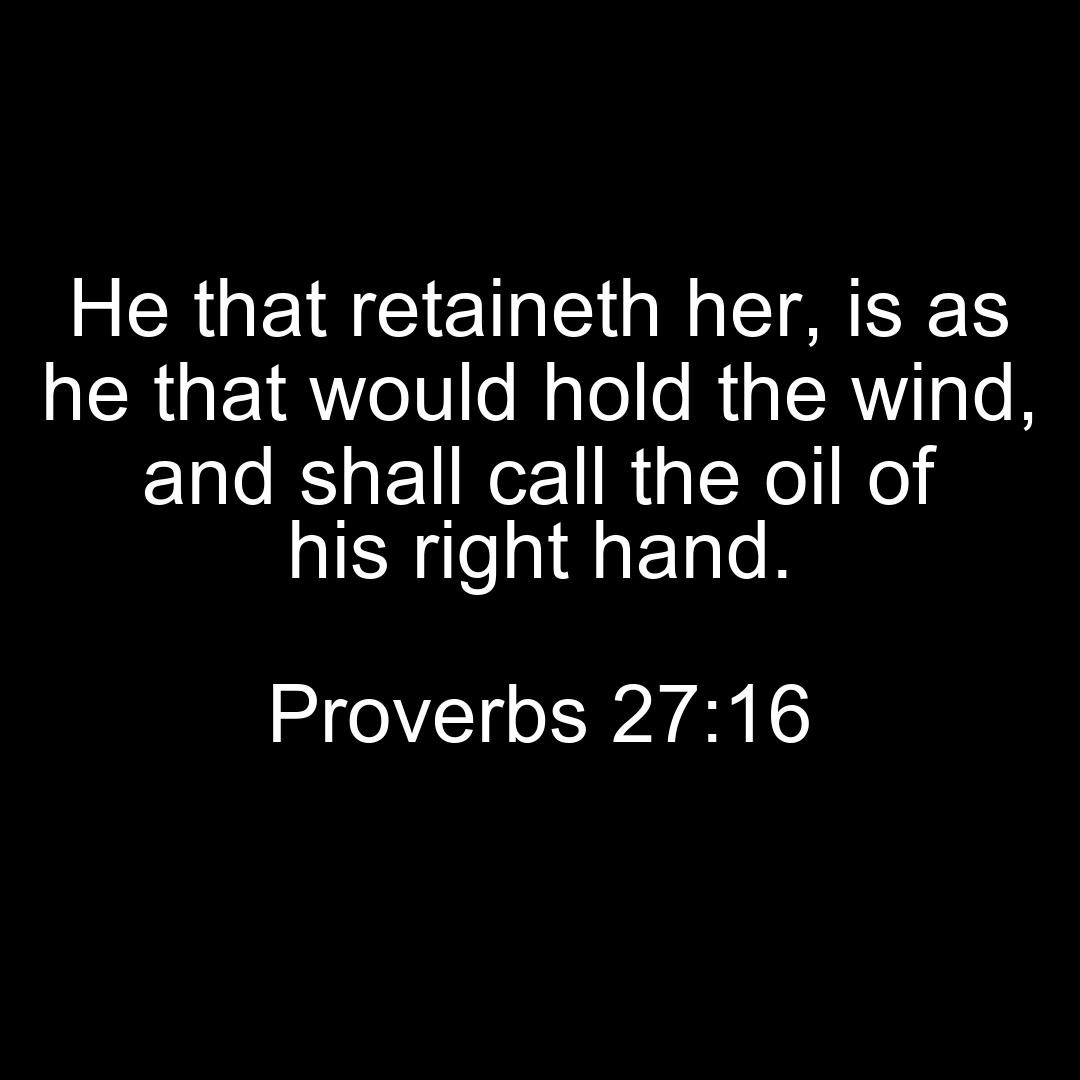 He that retaineth her, is as
he that would hold the wind,
and shall call the oil of
his right hand.
Proverbs 27:16